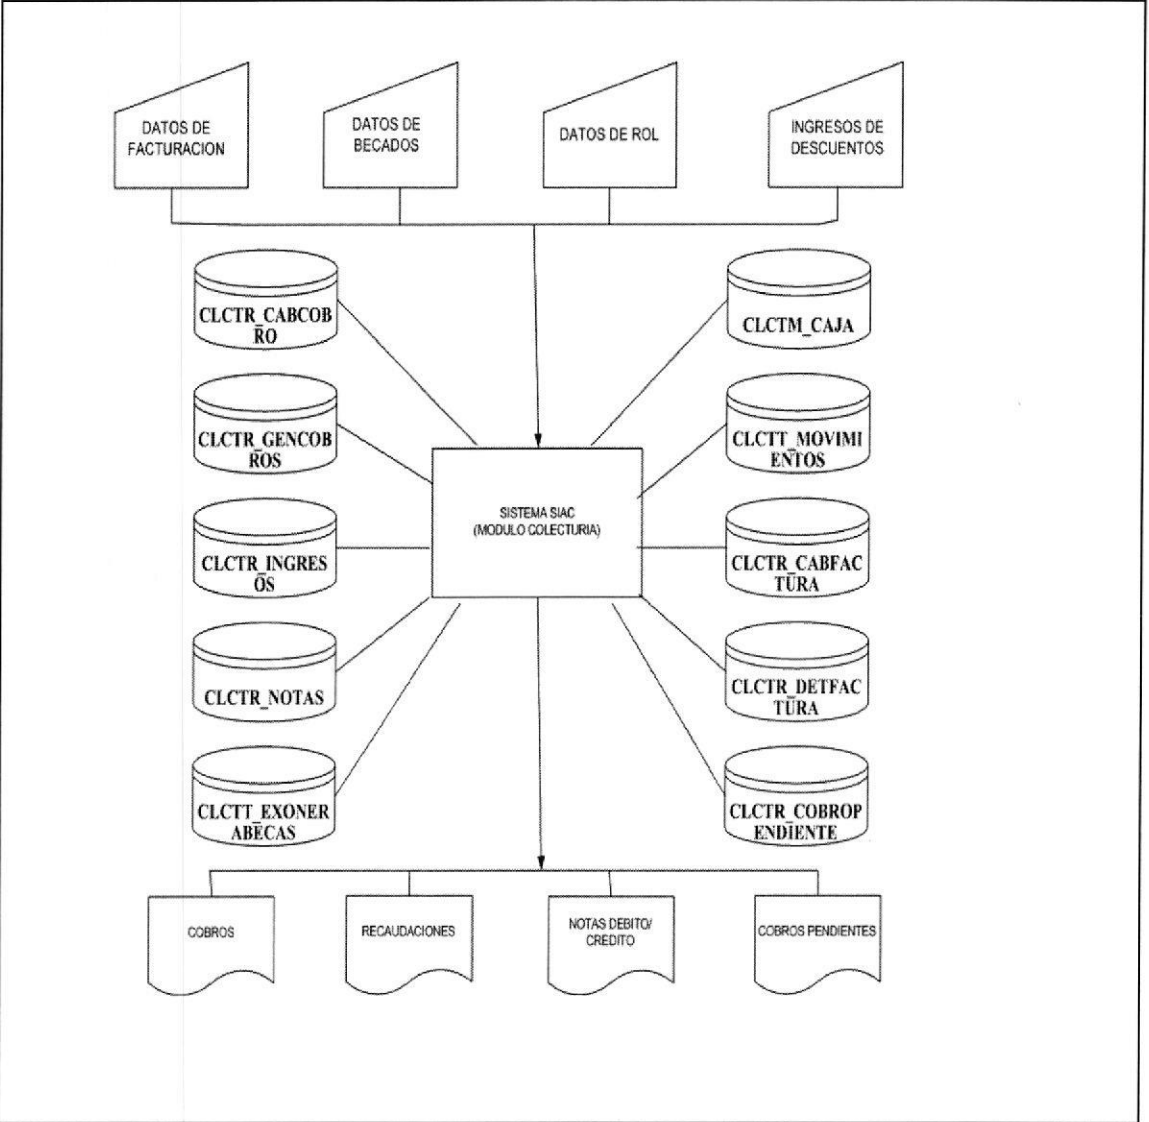 DATOS DE
FACTURACION
DATOS DE
BECADOS
DATOS DE ROL
INGRESOS DE
DESCUENTOS
CLCTR_CABCOB
RO
CLCTM_CAJA
CLCTR_GENCOB
ROS
CLCTT_MOVIMI
ENTOS
SISTEMA SIAC
(MODULO COLECTURIA)
CLCTR_INGRES
OS
CLCTR_CABFAC
TURA
CLCTR_NOTAS
CLCTR_DETFAC
TURA
CLCTT_EXONER
ABECAS
CLCTR_COBROP
ENDIENTE
COBROS
RECAUDACIONES
NOTAS DEBITO/
CREDITO
COBROS PENDIENTES